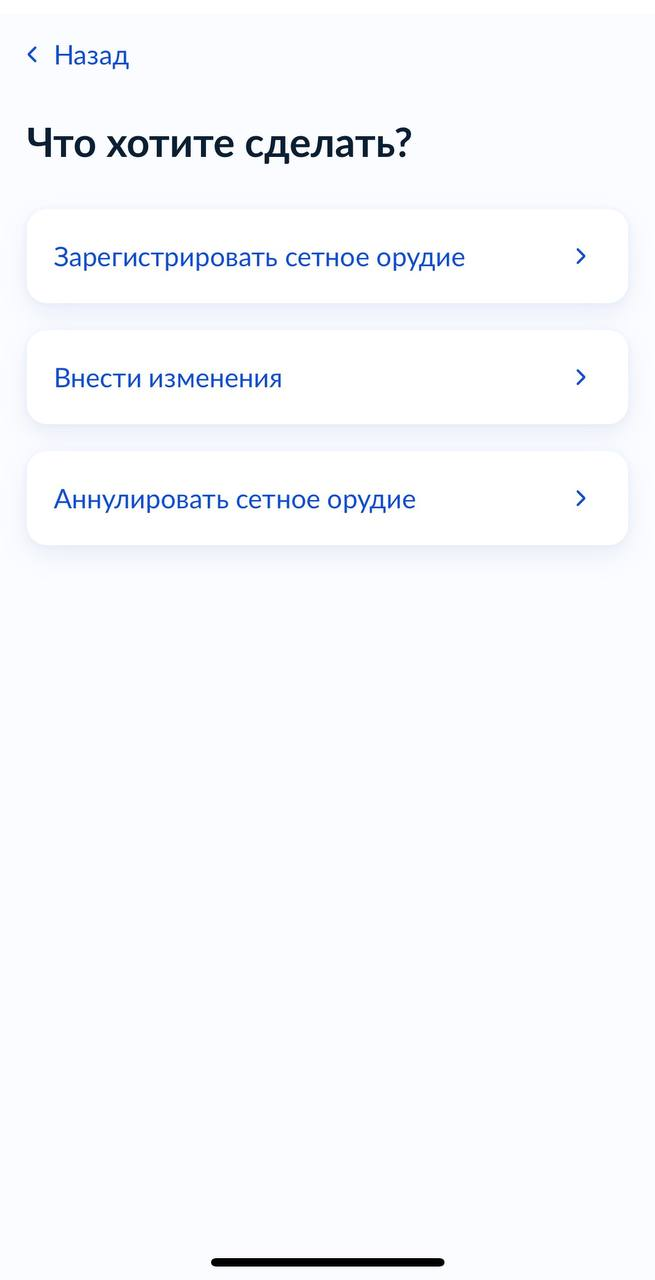 Назад
Что хотите сделать?
Зарегистрировать сетное орудие
Внести изменения
Аннулировать сетное орудие